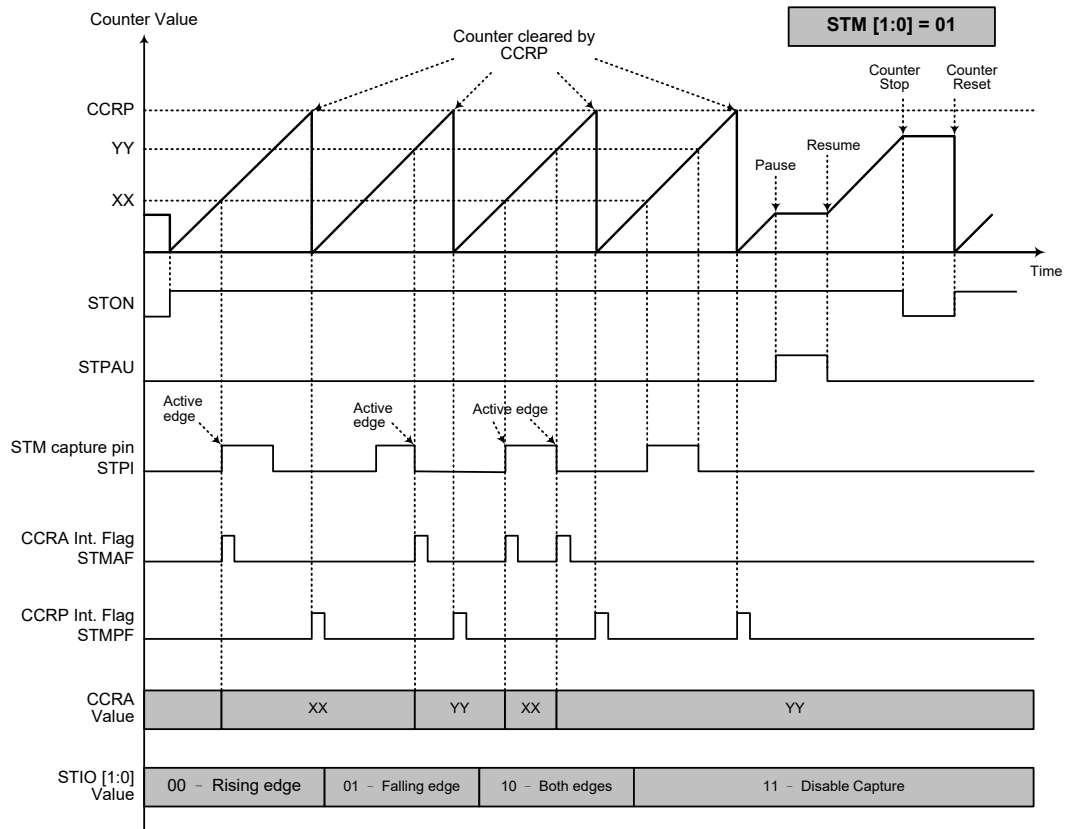 Counter Value
STM [1:0] = 01
Counter cleared by
CCRP
Counter
Stop
Counter
Reset
CCRP
YY
Resume
Pause
XX
Time
STON
STPAU
Active
edge
Active
edge
Active edge
STM capture pin
STPI
CCRA Int. Flag
STMAF
CCRP Int. Flag
STMPF
CCRA
Value
XX
YY
XX
YY
STIO [1:0]
Value
00 – Rising edge
01 – Falling edge
10 – Both edges
11 – Disable Capture